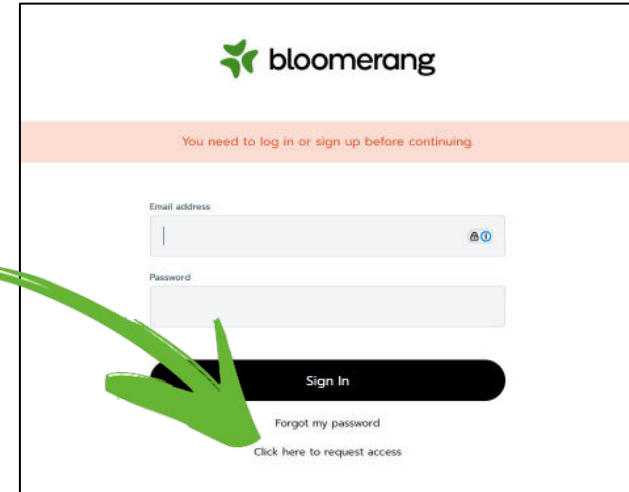 bloomerang
You need to log in or sign up before continuing.
Email address
Password
Sign In
Forgot my password
Click here to request access